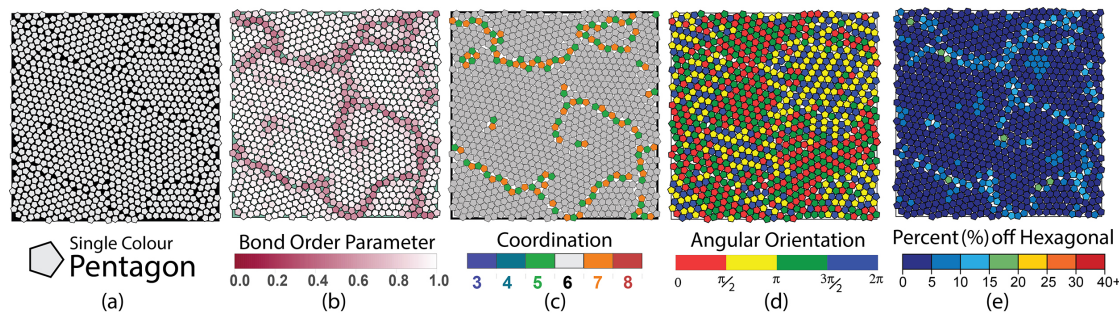 Single Colour
Pentagon
(a)
Bond Order Parameter
0.0 0.2 0.4 0.6 0.8 1.0
(b)
Coordination
3 4 5 6 7 8
(c)
Angular Orientation
0 π/2 π 3π/2 2π
(d)
Percent (%) off Hexagonal
0 5 10 15 20 25 30 40+
(e)